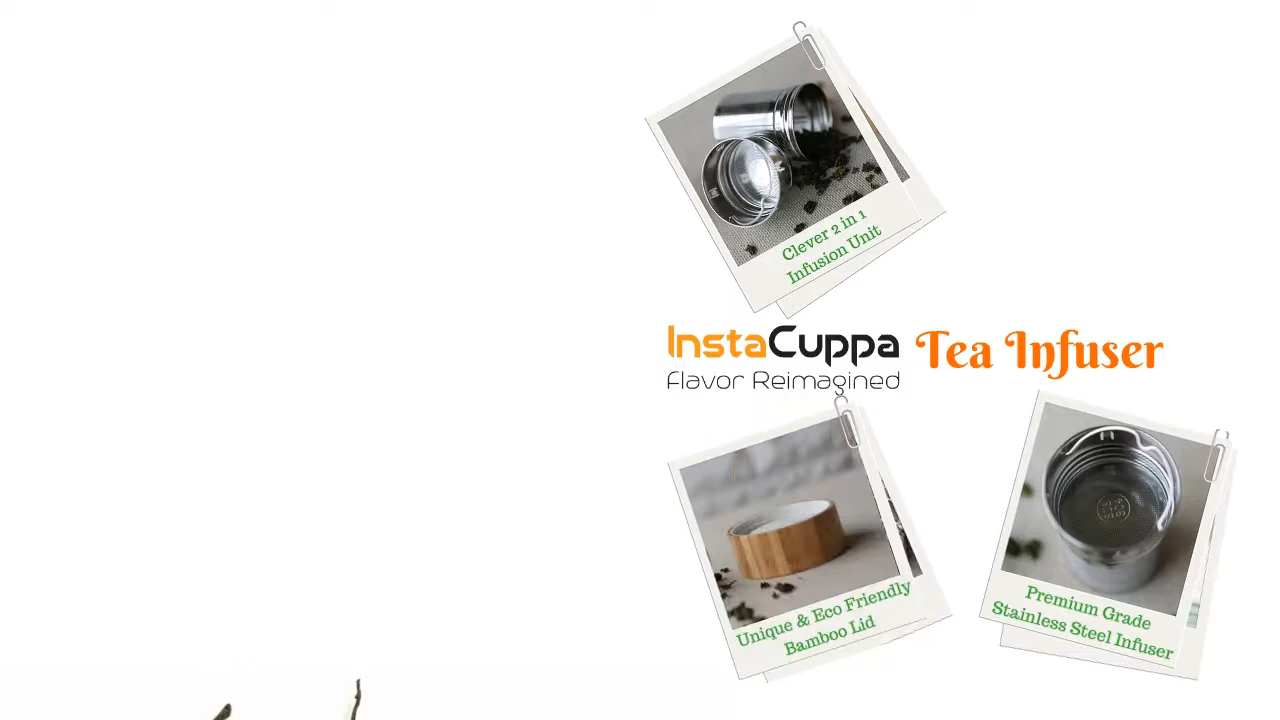 Clever 2 in 1
Infusion Unit
InstaCuppa
Flavor Reimagined
Tea Infuser
Unique & Eco Friendly
Bamboo Lid
Premium Grade
Stainless Steel Infuser